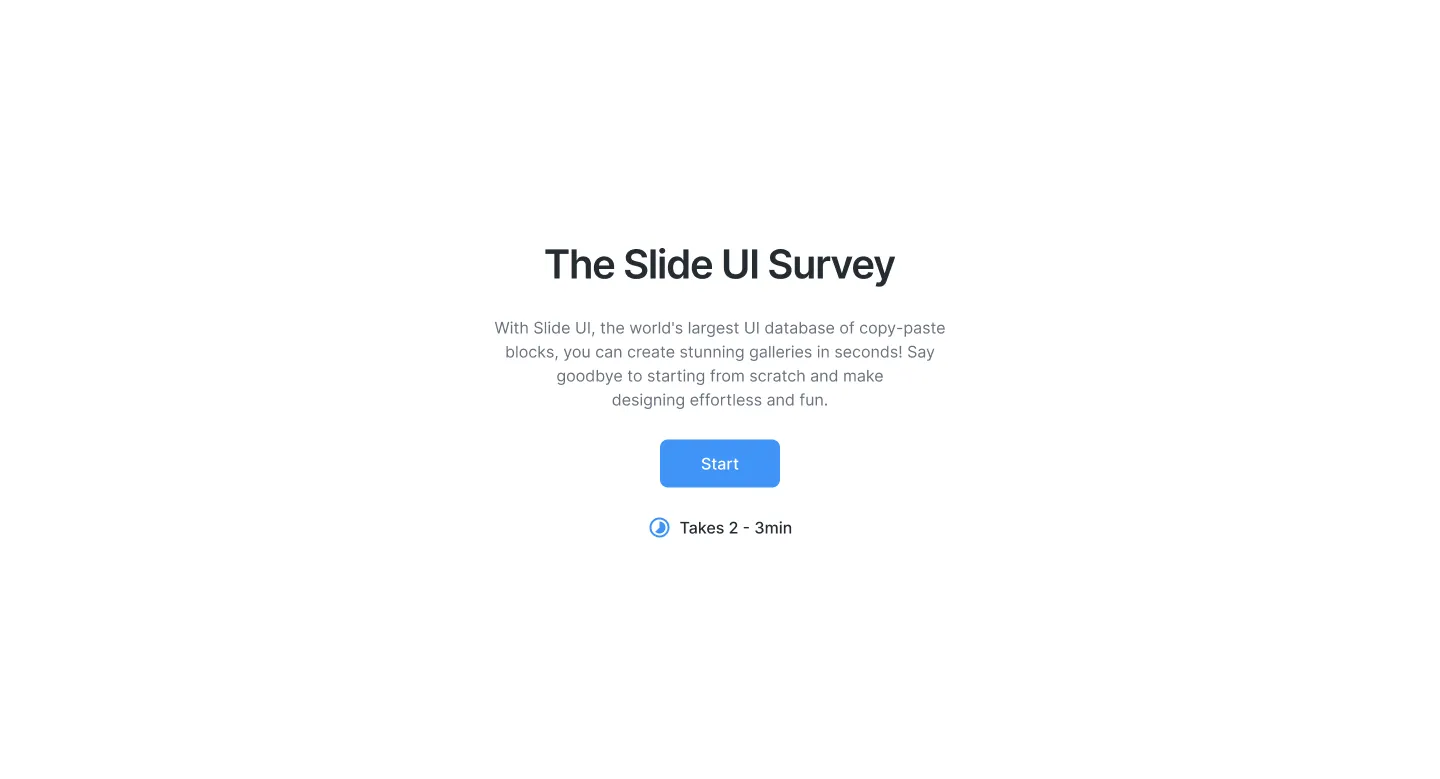 The Slide UI Survey
With Slide UI, the world's largest UI database of copy-paste
blocks, you can create stunning galleries in seconds! Say
goodbye to starting from scratch and make
designing effortless and fun.
Start
Takes 2 - 3min